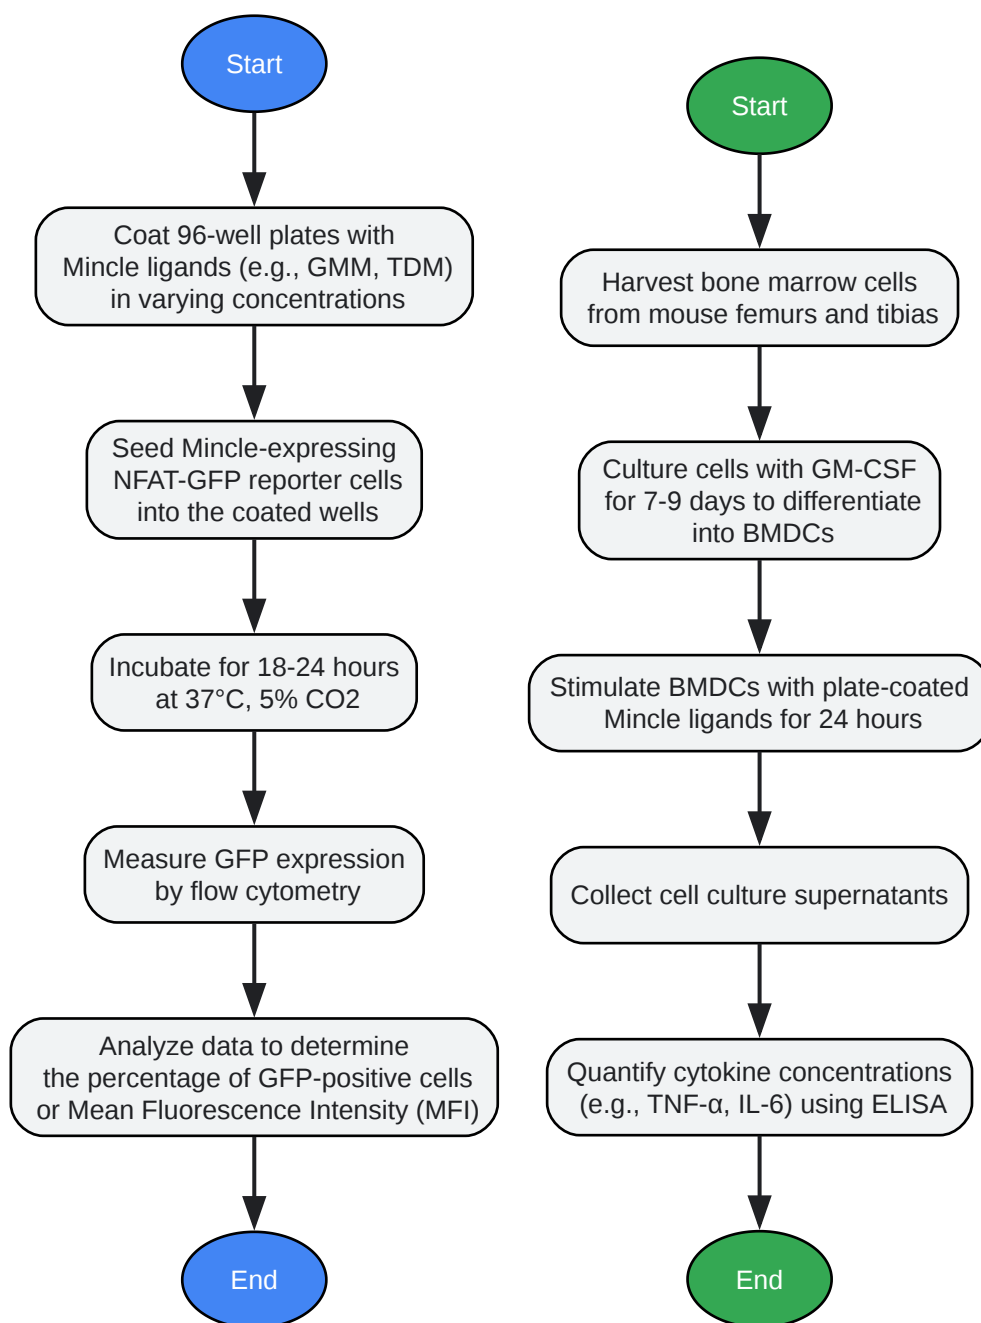 Start
Coat 96-well plates with
Mincle ligands (e.g., GMM, TDM)
in varying concentrations
Seed Mincle-expressing
NFAT-GFP reporter cells
into the coated wells
Incubate for 18-24 hours
at 37°C, 5% CO2
Measure GFP expression
by flow cytometry
Analyze data to determine
the percentage of GFP-positive cells
or Mean Fluorescence Intensity (MFI)
End
Start
Harvest bone marrow cells
from mouse femurs and tibias
Culture cells with GM-CSF
for 7-9 days to differentiate
into BMDCs
Stimulate BMDCs with plate-coated
Mincle ligands for 24 hours
Collect cell culture supernatants
Quantify cytokine concentrations
(e.g., TNF-α, IL-6) using ELISA
End